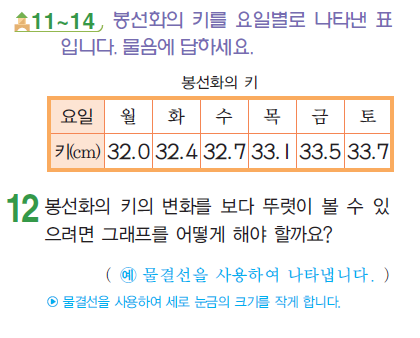 11~14 봉선화의 키를 요일별로 나타낸 표
입니다. 물음에 답하세요.
봉선화의 키
요일 월 화 수 목 금 토
키(cm) 32.0 32.4 32.7 33.1 33.5 33.7
12 봉선화의 키의 변화를 보다 뚜렷이 볼 수 있
으려면 그래프를 어떻게 해야 할까요?
( 예 물결선을 사용하여 나타냅니다. )
물결선을 사용하여 세로 눈금의 크기를 작게 합니다.